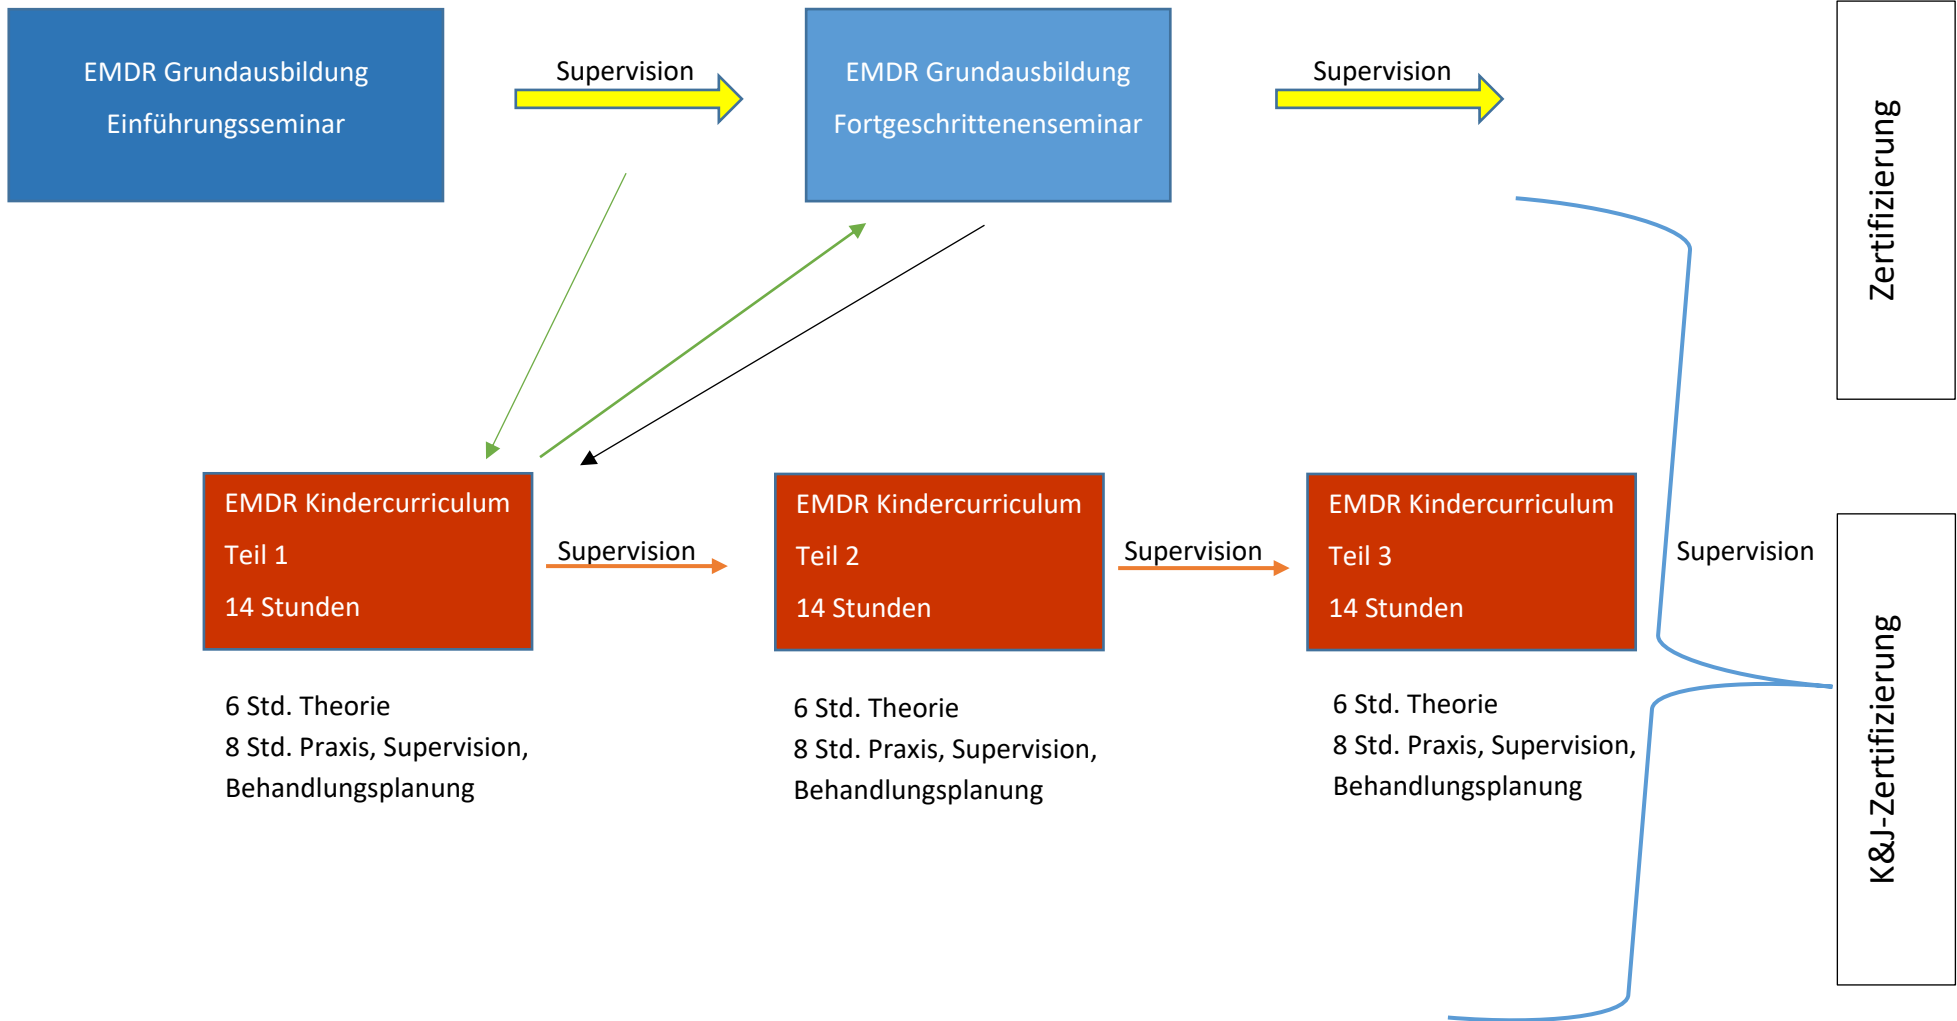 EMDR Grundausbildung
Einführungsseminar
Supervision
EMDR Grundausbildung
Fortgeschrittenenseminar
Supervision
Zertifizierung
EMDR Kindercurriculum
Teil 1
14 Stunden
Supervision
EMDR Kindercurriculum
Teil 2
14 Stunden
Supervision
EMDR Kindercurriculum
Teil 3
14 Stunden
Supervision
K&J-Zertifizierung
6 Std. Theorie
8 Std. Praxis, Supervision,
Behandlungsplanung
6 Std. Theorie
8 Std. Praxis, Supervision,
Behandlungsplanung
6 Std. Theorie
8 Std. Praxis, Supervision,
Behandlungsplanung